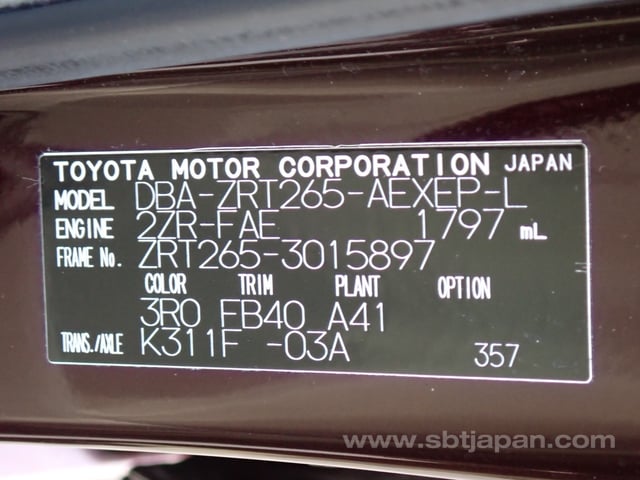 TOYOTA MOTOR CORPORATION JAPAN
MODEL DBA-ZRT265-AEXEP-L
ENGINE 2ZR-FAE 1797 mL
FRAME No. ZRT265-3015897
COLOR TRIM PLANT OPTION
3R0 FB40 A41
TRANS./AXLE K311F -03A 357
www.sbtjapan.com